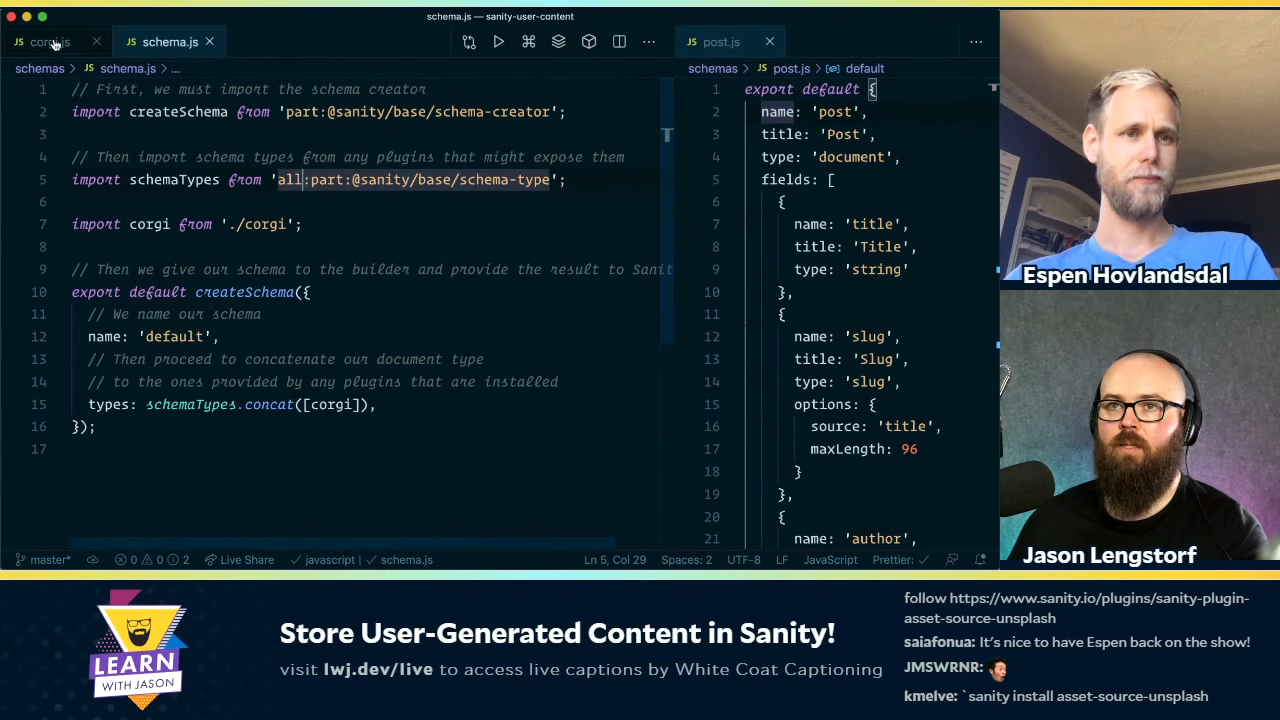 schema.js — sanity-user-content
JS corgi.js
JS schema.js
JS post.js
schemas > JS schema.js > ...
schemas > JS post.js > default
1 // First, we must import the schema creator
2 import createSchema from 'part:@sanity/base/schema-creator';
3
4 // Then import schema types from any plugins that might expose them
5 import schemaTypes from 'all:part:@sanity/base/schema-type';
6
7 import corgi from './corgi';
8
9 // Then we give our schema to the builder and provide the result to Sanit
10 export default createSchema({
11 // We name our schema
12 name: 'default',
13 // Then proceed to concatenate our document type
14 // to the ones provided by any plugins that are installed
15 types: schemaTypes.concat([corgi]),
16 });
17
1 export default {
2 name: 'post',
3 title: 'Post',
4 type: 'document',
5 fields: [
6 {
7 name: 'title',
8 title: 'Title',
9 type: 'string'
10 },
11 {
12 name: 'slug',
13 title: 'Slug',
14 type: 'slug',
15 options: {
16 source: 'title',
17 maxLength: 96
18 }
19 },
20 {
21 name: 'author',
master* 0 0 2 Live Share javascript | schema.js Ln 5, Col 29 Spaces: 2 UTF-8 LF JavaScript Prettier:
Espen Hovlandsdal
Jason Lengstorf
LEARN
WITH JASON
Store User-Generated Content in Sanity!
visit lwj.dev/live to access live captions by White Coat Captioning
follow https://www.sanity.io/plugins/sanity-plugin-
asset-source-unsplash
saiafonua: It's nice to have Espen back on the show!
JMSWRNR:
kmelve: `sanity install asset-source-unsplash